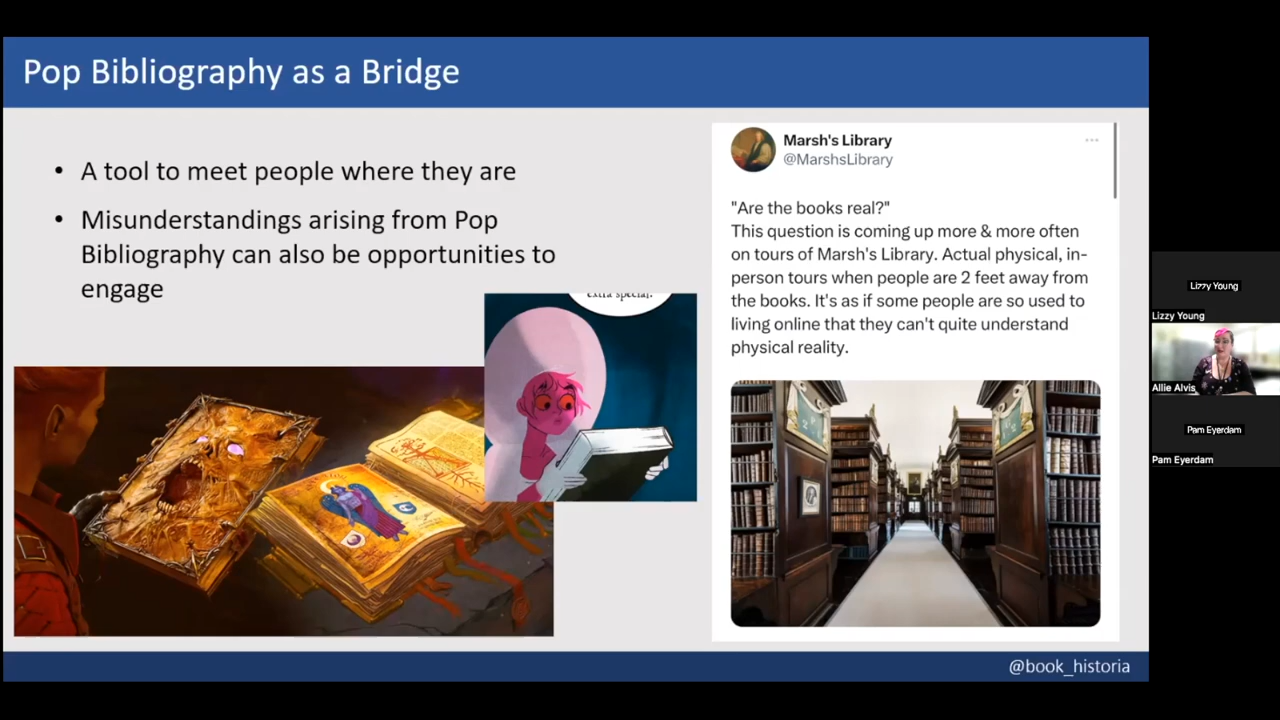 Pop Bibliography as a Bridge
• A tool to meet people where they are
• Misunderstandings arising from Pop
Bibliography can also be opportunities to
engage
extra special.
Marsh's Library
@MarshsLibrary
"Are the books real?"
This question is coming up more & more often
on tours of Marsh's Library. Actual physical, in-
person tours when people are 2 feet away from
the books. It's as if some people are so used to
living online that they can't quite understand
physical reality.
@book_historia
Lizzy Young
Lizzy Young
Allie Alvis
Pam Eyerdam
Pam Eyerdam